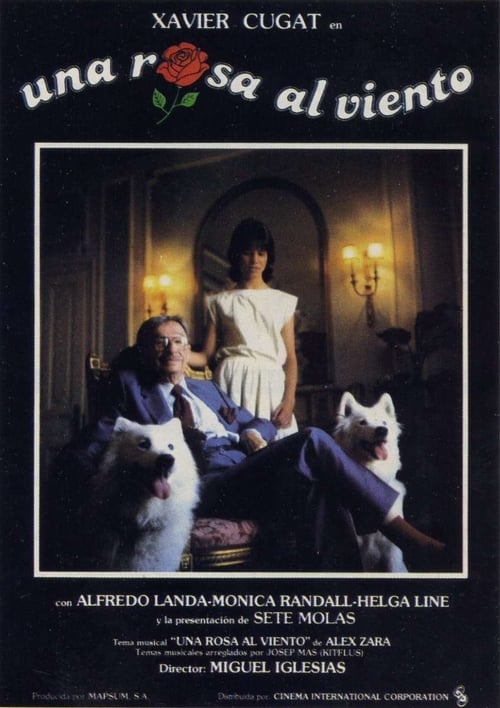 XAVIER CUGAT en
una rosa al viento
con ALFREDO LANDA-MONICA RANDALL-HELGA LINE
y la presentación de SETE MOLAS
Tema musical "UNA ROSA AL VIENTO" de ALEX ZARA
Temas musicales arreglados por JOSEP MAS (KITFLUS)
Director: MIGUEL IGLESIAS
Producida por MAPSUM, S.A. Distribuida por: CINEMA INTERNATIONAL CORPORATION